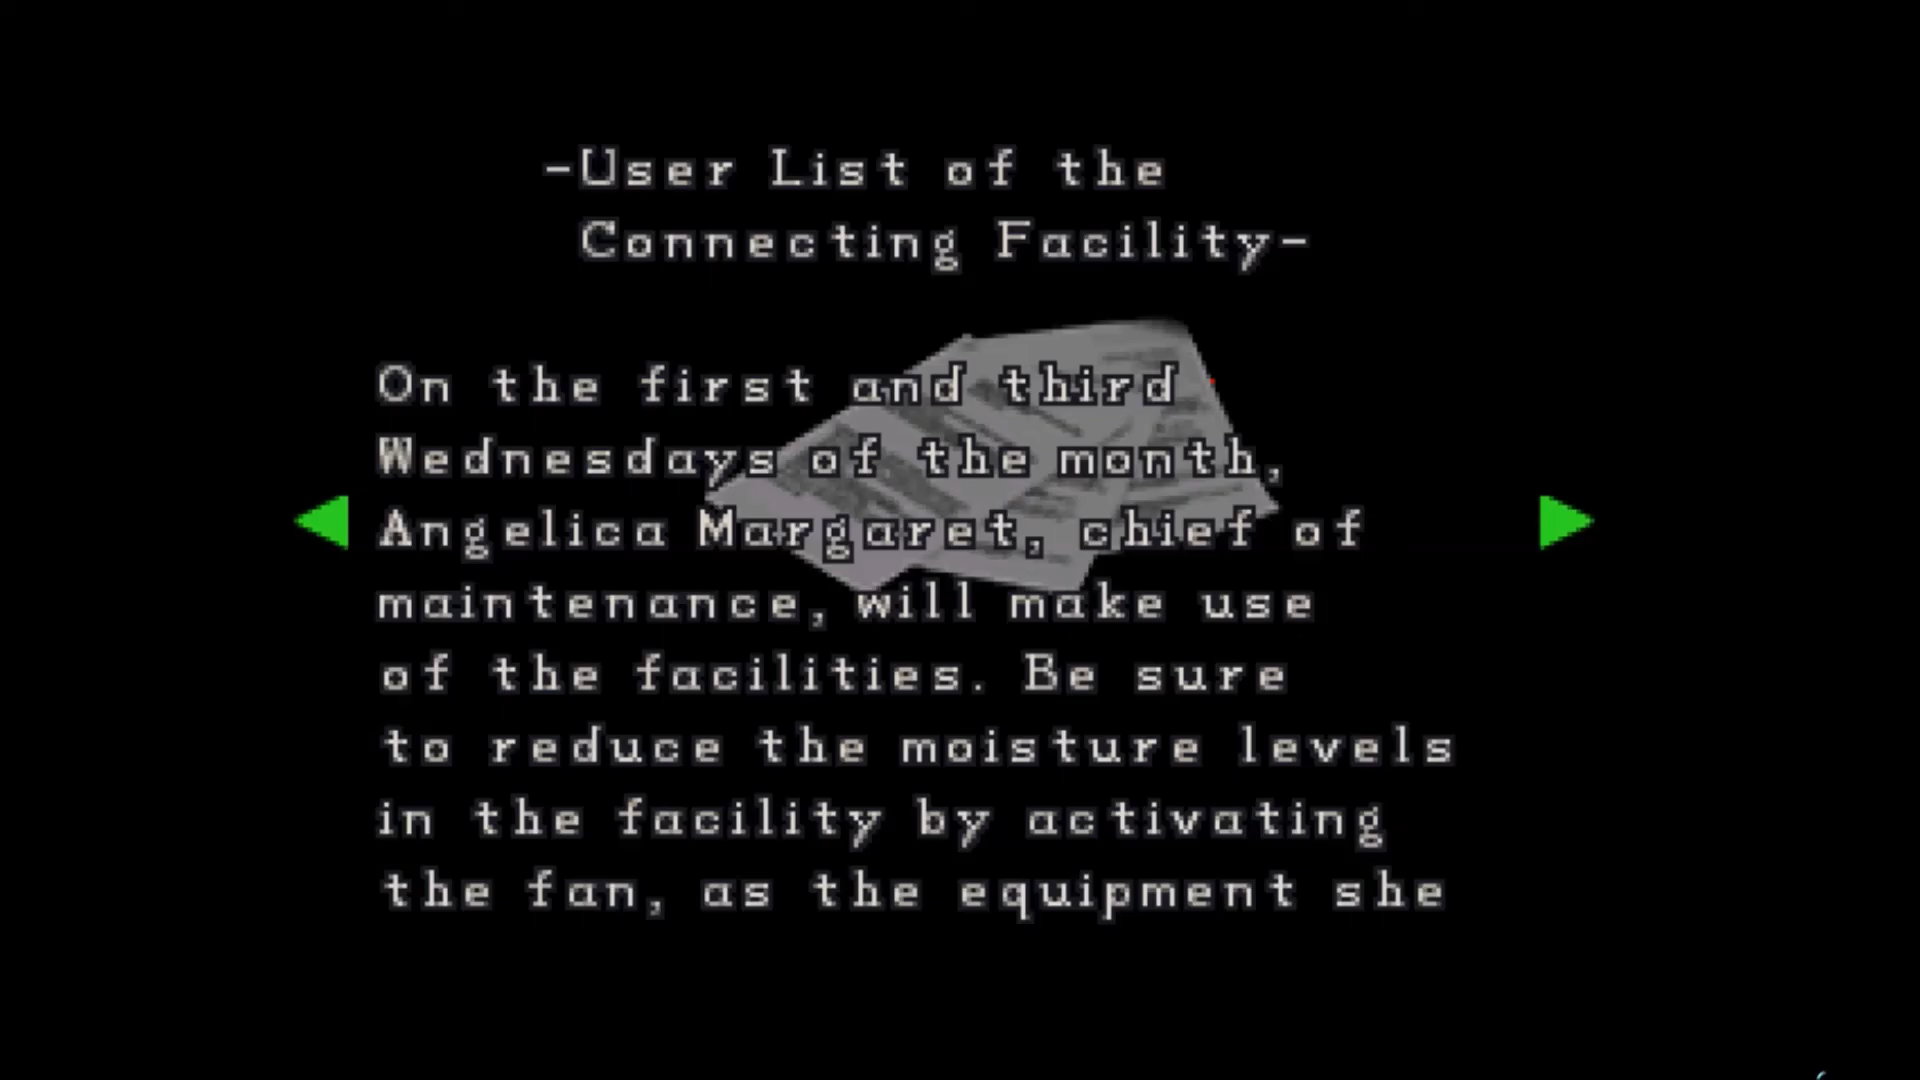 -User List of the
Connecting Facility-
On the first and third
Wednesdays of the month,
Angelica Margaret, chief of
maintenance, will make use
of the facilities. Be sure
to reduce the moisture levels
in the facility by activating
the fan, as the equipment she